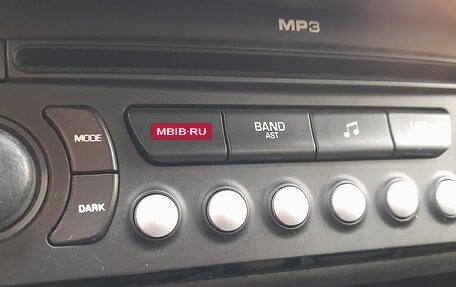 MP3
MBIB-RU
BAND
AST
MODE
DARK